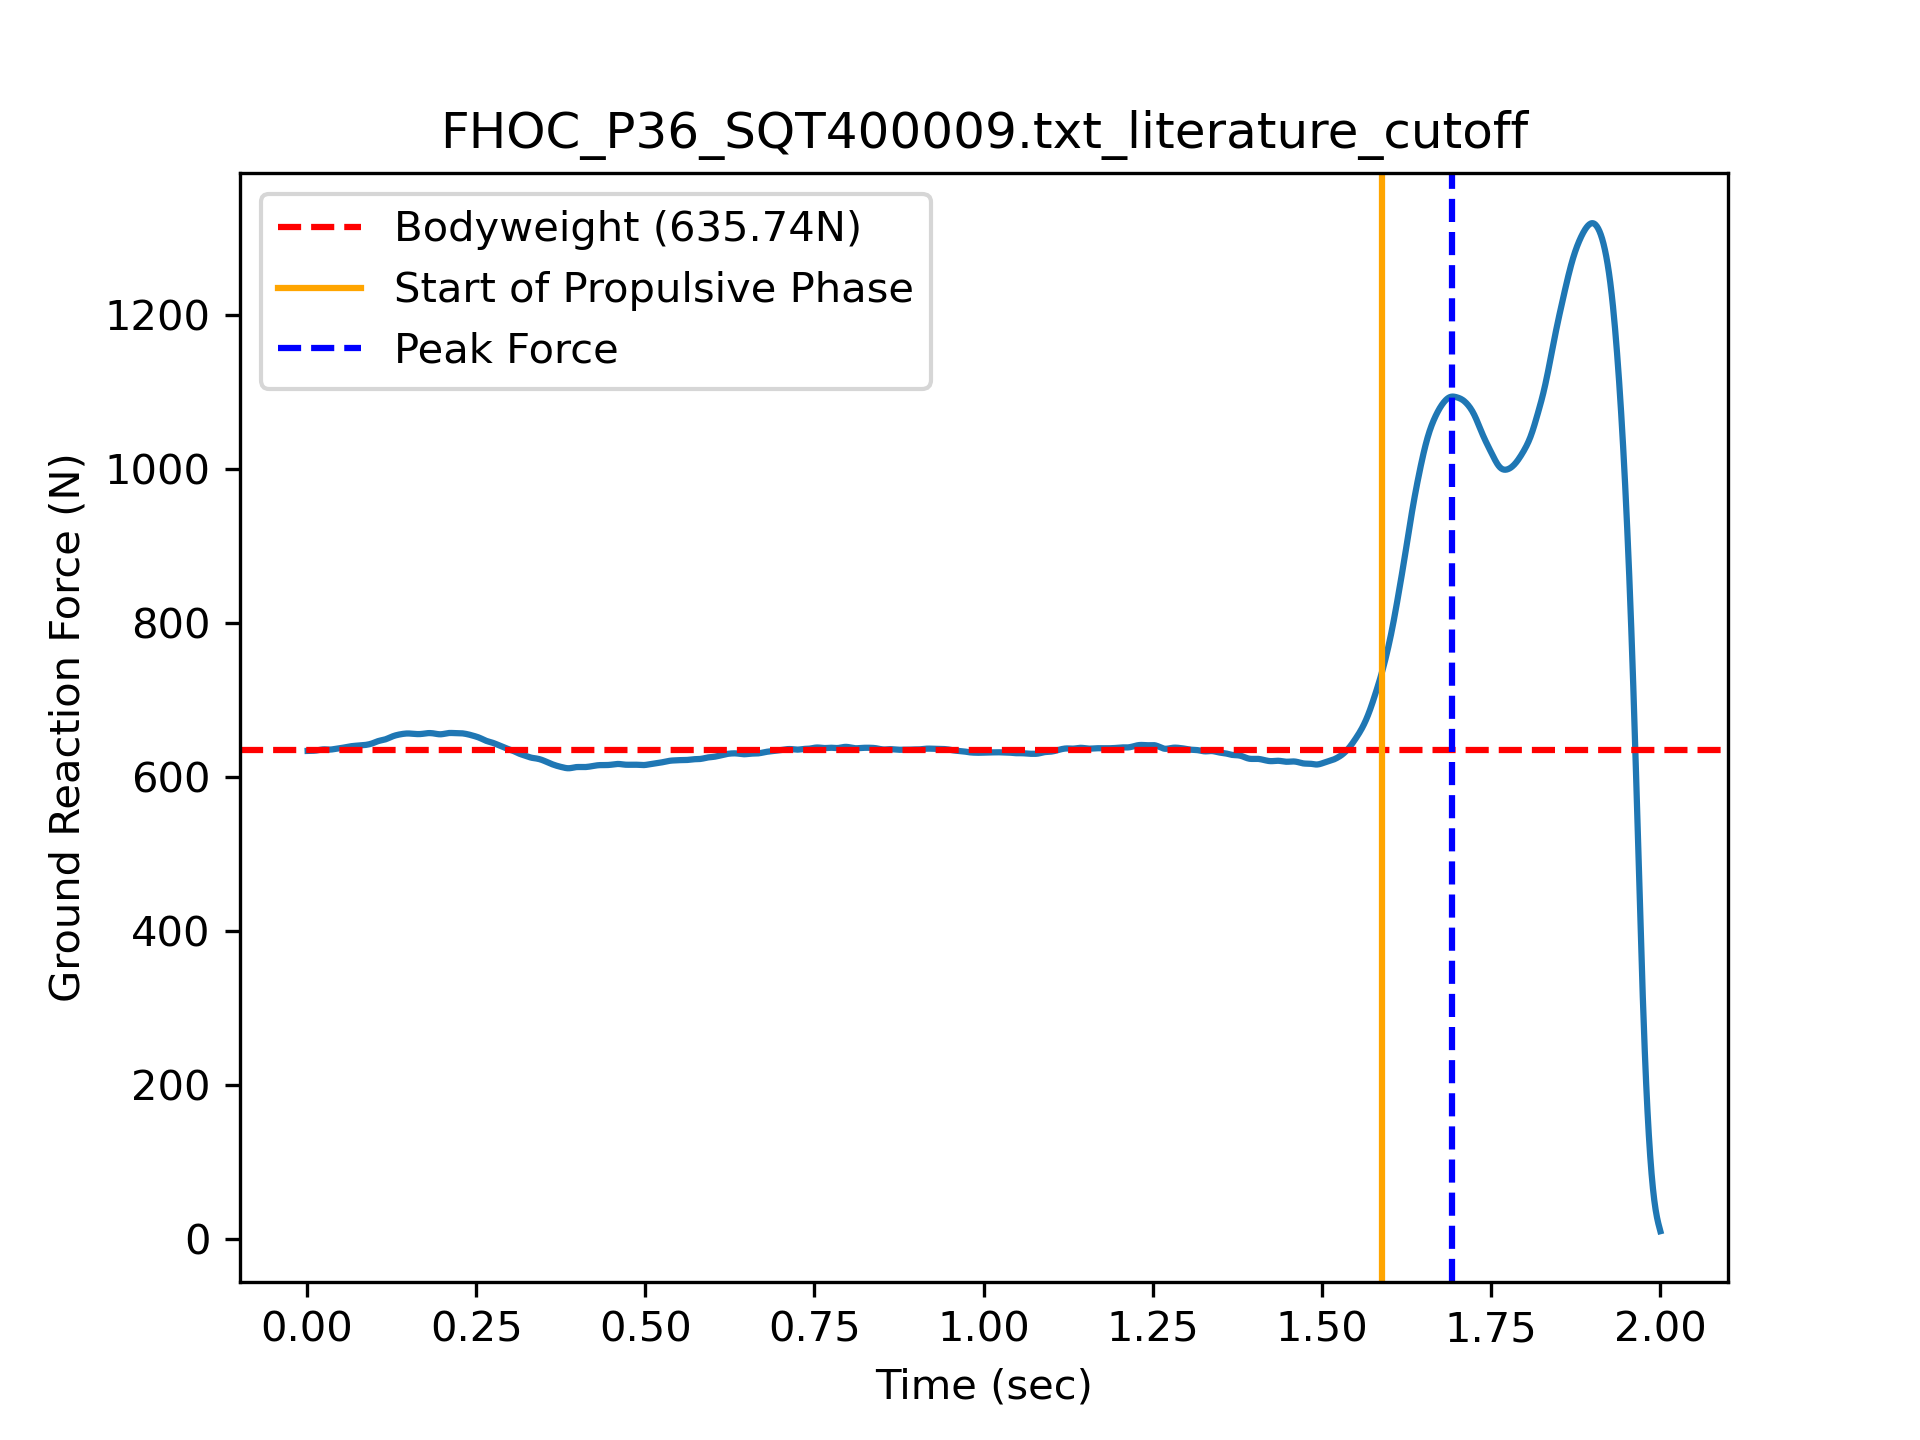 FHOC_P36_SQT400009.txt_literature_cutoff
Bodyweight (635.74N)
Start of Propulsive Phase
Peak Force
Ground Reaction Force (N)
1200
1000
800
600
400
200
0
0.00 0.25 0.50 0.75 1.00 1.25 1.50 1.75 2.00
Time (sec)